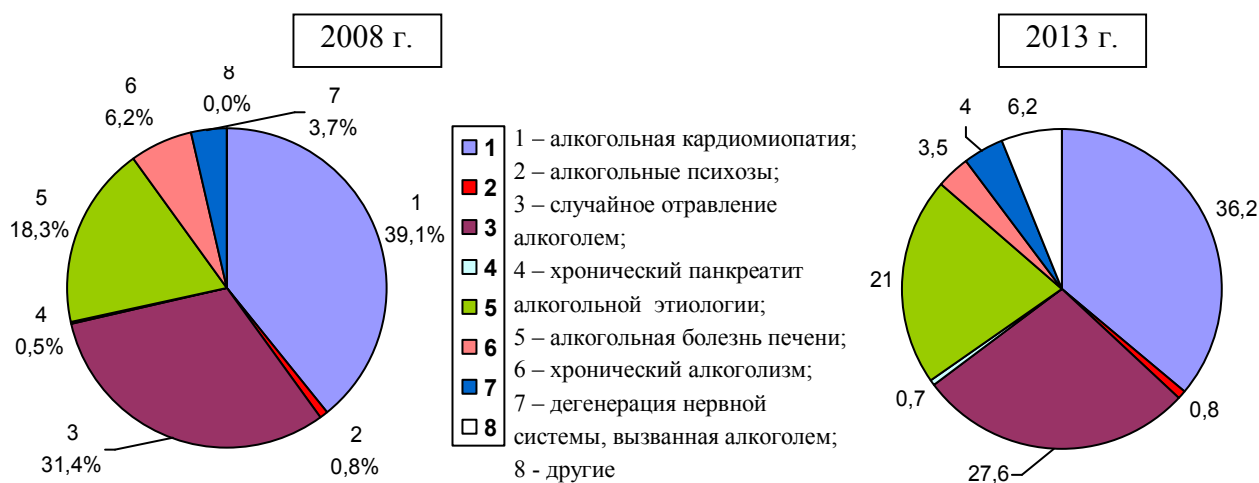 2008 г.
8
0,0%
7
3,7%
6
6,2%
5
18,3%
1
39,1%
4
0,5%
3
31,4%
2
0,8%
1
2
3
4
5
6
7
8
1 – алкогольная кардиомиопатия;
2 – алкогольные психозы;
3 – случайное отравление
алкоголем;
4 – хронический панкреатит
алкогольной этиологии;
5 – алкогольная болезнь печени;
6 – хронический алкоголизм;
7 – дегенерация нервной
системы, вызванная алкоголем;
8 - другие
2013 г.
4
6,2
3,5
36,2
21
0,7
0,8
27,6